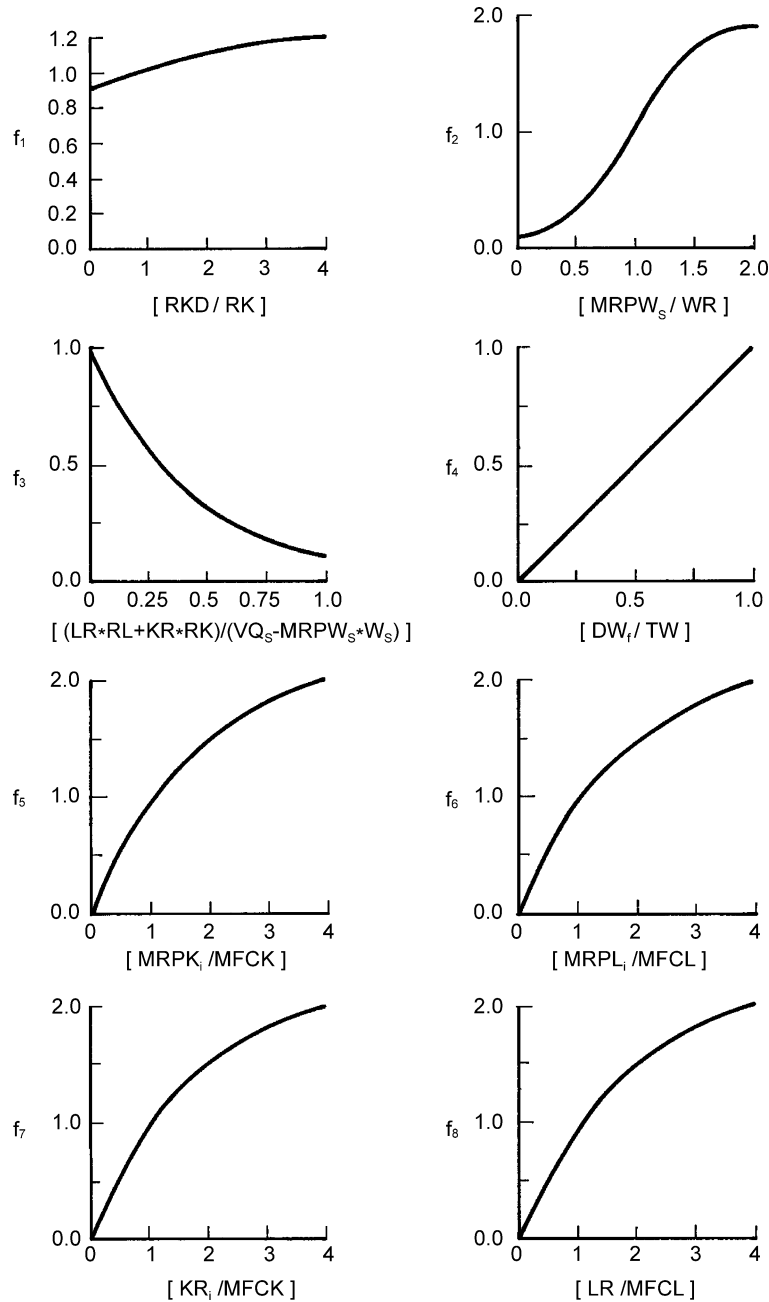 f₁
1.2
1.0
0.8
0.6
0.4
0.2
0.0
0 1 2 3 4
[ RKD / RK ]
f₂
2.0
1.0
0.0
0 0.5 1.0 1.5 2.0
[ MRPWₛ / WR ]
f₃
1.0
0.5
0.0
0 0.25 0.5 0.75 1.0
[ (LR*RL+KR*RK)/(VQₛ-MRPWₛ*Wₛ) ]
f₄
1.0
0.5
0.0
0.0 0.5 1.0
[ DW_f / TW ]
f₅
2.0
1.0
0.0
0 1 2 3 4
[ MRPKᵢ /MFCK ]
f₆
2.0
1.0
0.0
0 1 2 3 4
[ MRPLᵢ /MFCL ]
f₇
2.0
1.0
0.0
0 1 2 3 4
[ KRᵢ /MFCK ]
f₈
2.0
1.0
0.0
0 1 2 3 4
[ LR /MFCL ]